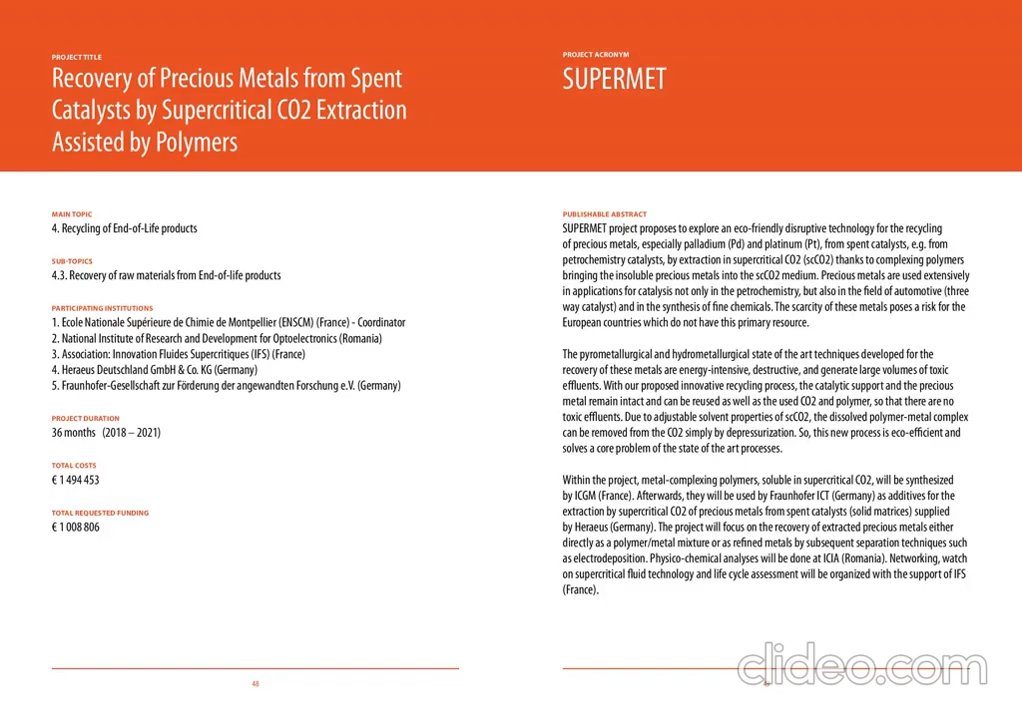 PROJECT TITLE
Recovery of Precious Metals from Spent
Catalysts by Supercritical CO2 Extraction
Assisted by Polymers
MAIN TOPIC
4. Recycling of End-of-Life products
SUB-TOPICS
4.3. Recovery of raw materials from End-of-life products
PARTICIPATING INSTITUTIONS
1. Ecole Nationale Supérieure de Chimie de Montpellier (ENSCM) (France) - Coordinator
2. National Institute of Research and Development for Optoelectronics (Romania)
3. Association: Innovation Fluides Supercritiques (IFS) (France)
4. Heraeus Deutschland GmbH & Co. KG (Germany)
5. Fraunhofer-Gesellschaft zur Förderung der angewandten Forschung e.V. (Germany)
PROJECT DURATION
36 months (2018 – 2021)
TOTAL COSTS
€ 1 494 453
TOTAL REQUESTED FUNDING
€ 1 008 806
48
PROJECT ACRONYM
SUPERMET
PUBLISHABLE ABSTRACT
SUPERMET project proposes to explore an eco-friendly disruptive technology for the recycling
of precious metals, especially palladium (Pd) and platinum (Pt), from spent catalysts, e.g. from
petrochemistry catalysts, by extraction in supercritical CO2 (scCO2) thanks to complexing polymers
bringing the insoluble precious metals into the scCO2 medium. Precious metals are used extensively
in applications for catalysis not only in the petrochemistry, but also in the field of automotive (three
way catalyst) and in the synthesis of fine chemicals. The scarcity of these metals poses a risk for the
European countries which do not have this primary resource.
The pyrometallurgical and hydrometallurgical state of the art techniques developed for the
recovery of these metals are energy-intensive, destructive, and generate large volumes of toxic
effluents. With our proposed innovative recycling process, the catalytic support and the precious
metal remain intact and can be reused as well as the used CO2 and polymer, so that there are no
toxic effluents. Due to adjustable solvent properties of scCO2, the dissolved polymer-metal complex
can be removed from the CO2 simply by depressurization. So, this new process is eco-efficient and
solves a core problem of the state of the art processes.
Within the project, metal-complexing polymers, soluble in supercritical CO2, will be synthesized
by ICGM (France). Afterwards, they will be used by Fraunhofer ICT (Germany) as additives for the
extraction by supercritical CO2 of precious metals from spent catalysts (solid matrices) supplied
by Heraeus (Germany). The project will focus on the recovery of extracted precious metals either
directly as a polymer/metal mixture or as refined metals by subsequent separation techniques such
as electrodeposition. Physico-chemical analyses will be done at ICIA (Romania). Networking, watch
on supercritical fluid technology and life cycle assessment will be organized with the support of IFS
(France).
clideo.com